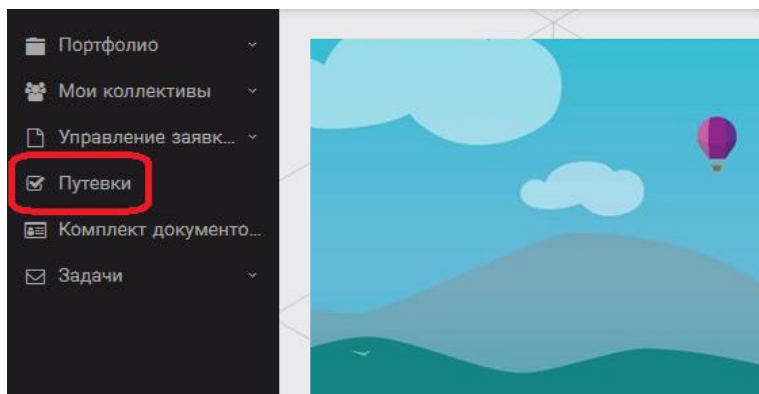 Портфолио
Мои коллективы
Управление заявк...
Путевки
Комплект документо...
Задачи